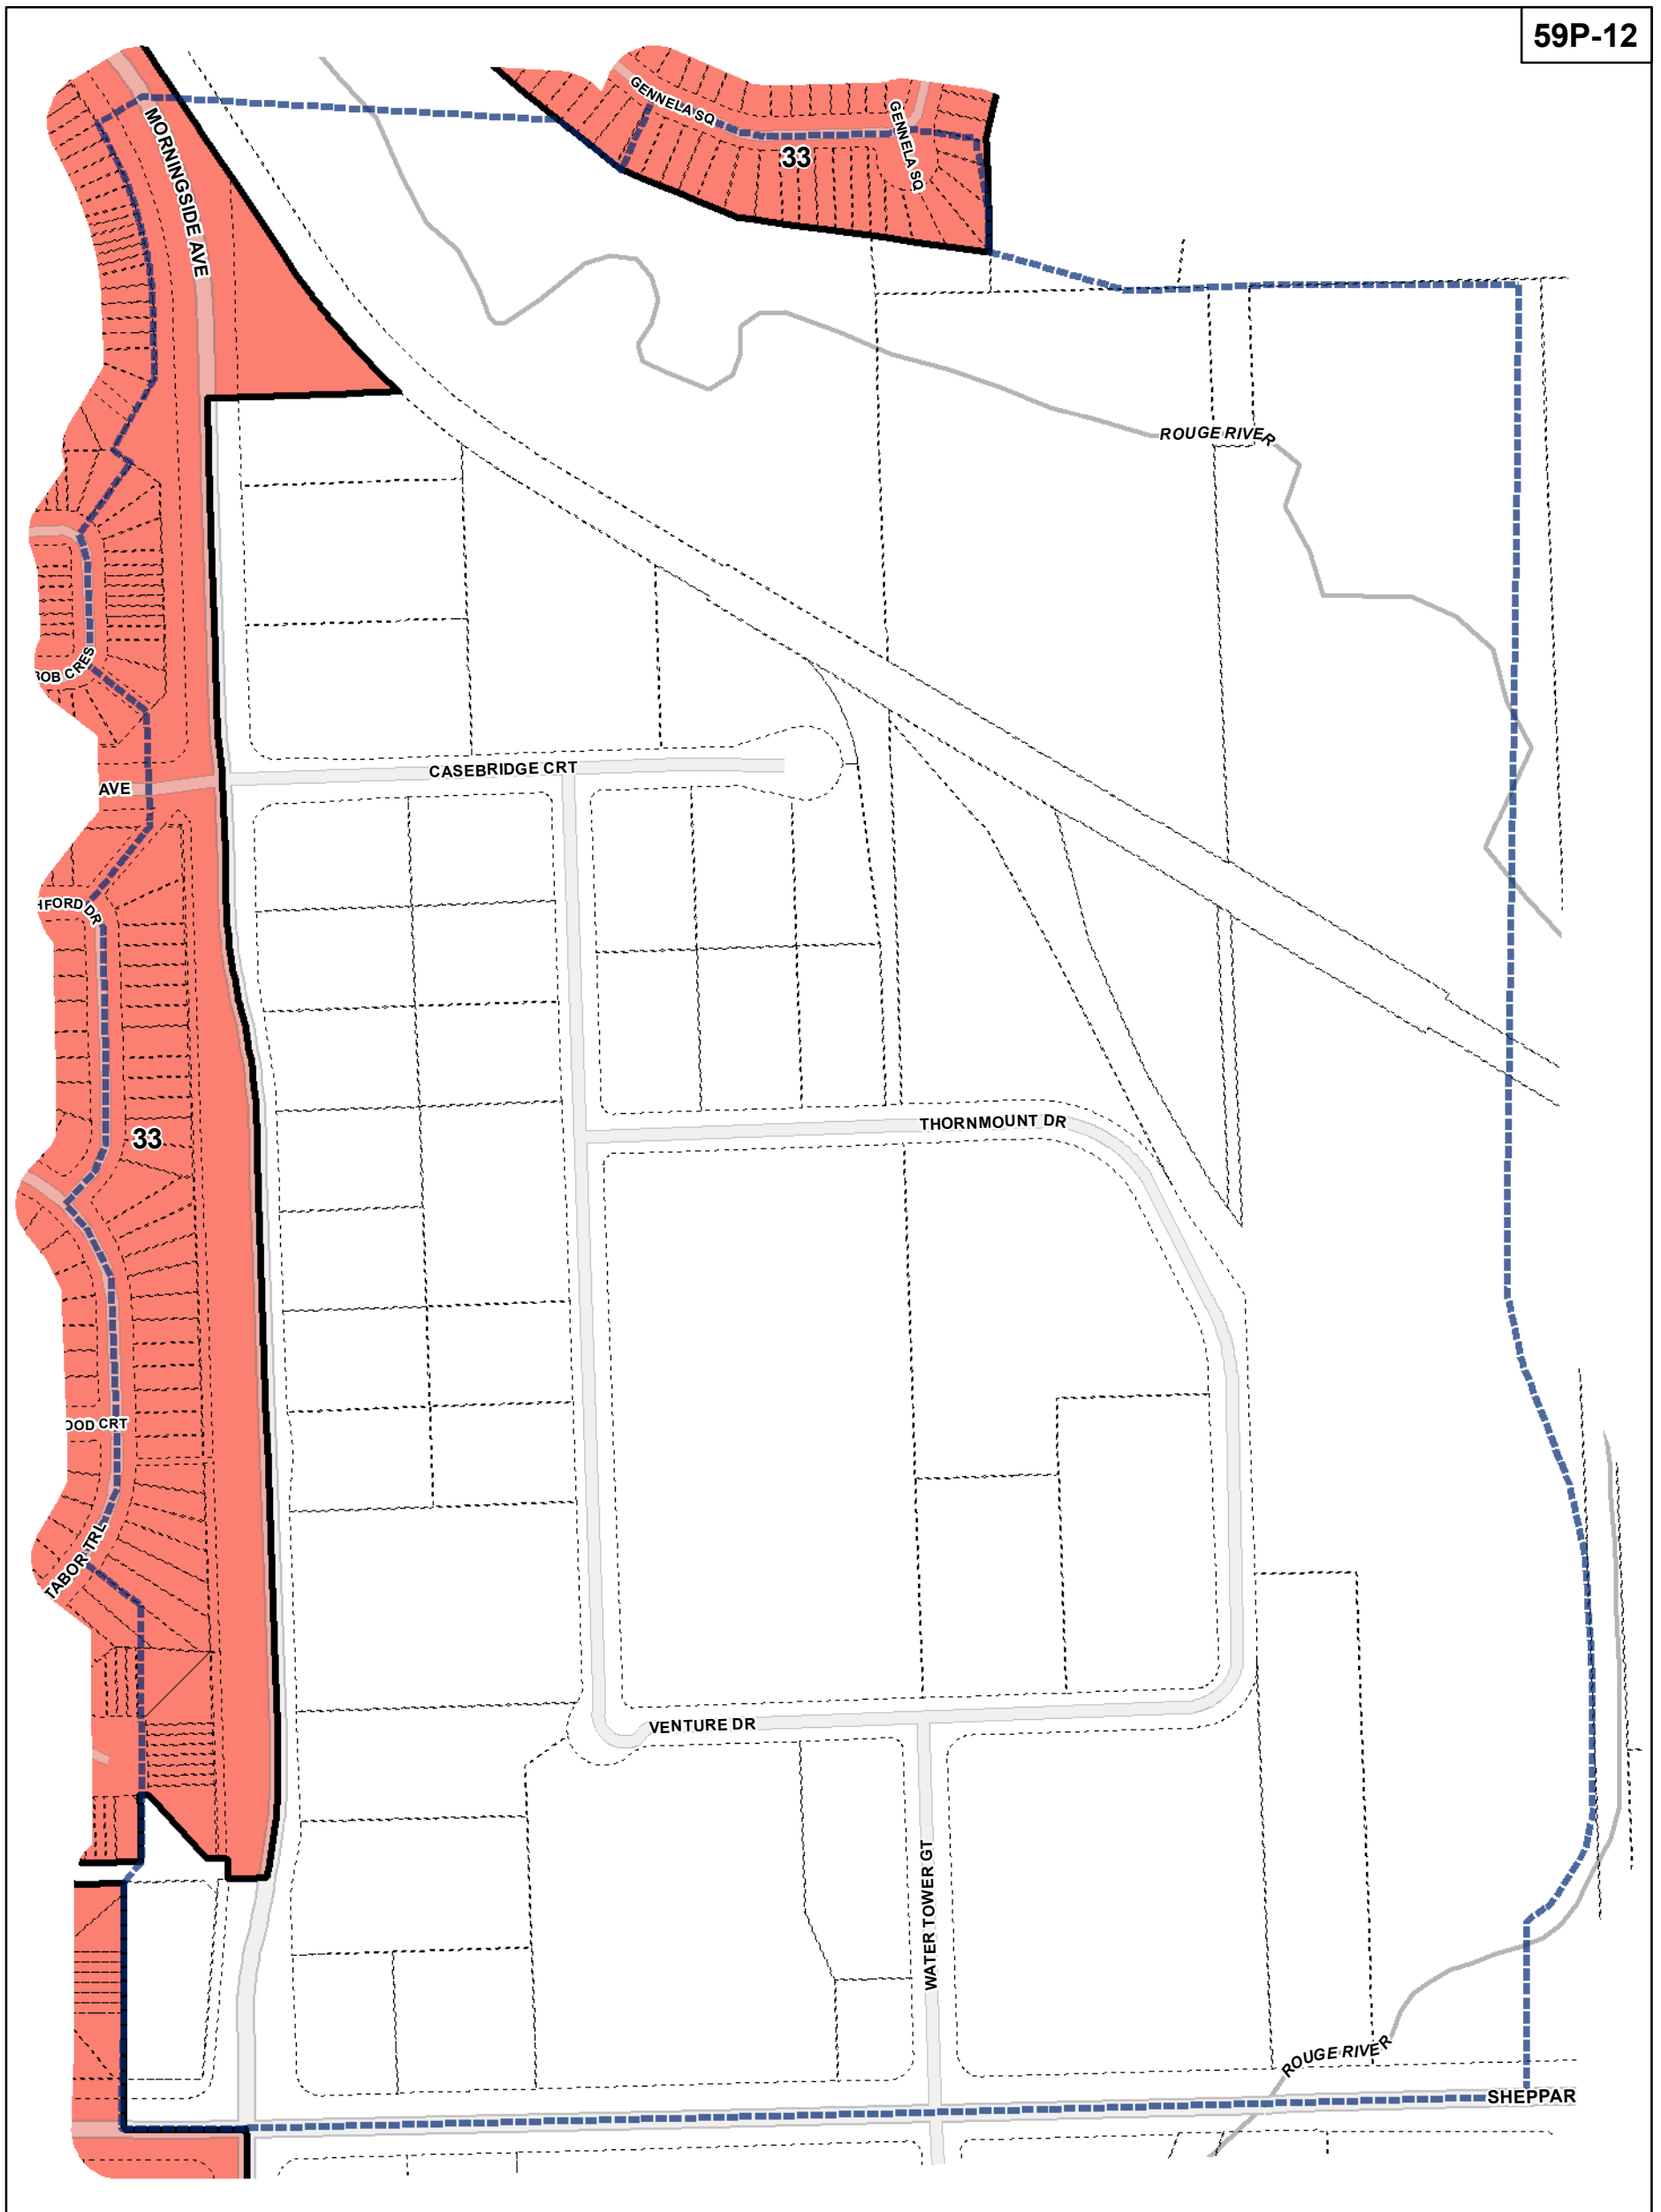 59P-12
GENNELA SQ
GENNELA SQ
33
MORNINGSIDE AVE
ROUGE RIVER
OB CRES
CASEBRIDGE CRT
AVE
HFORD DR
THORNMOUNT DR
33
OOD CRT
TABOR TRL
VENTURE DR
WATER TOWER GT
ROUGE RIVER
SHEPPAR